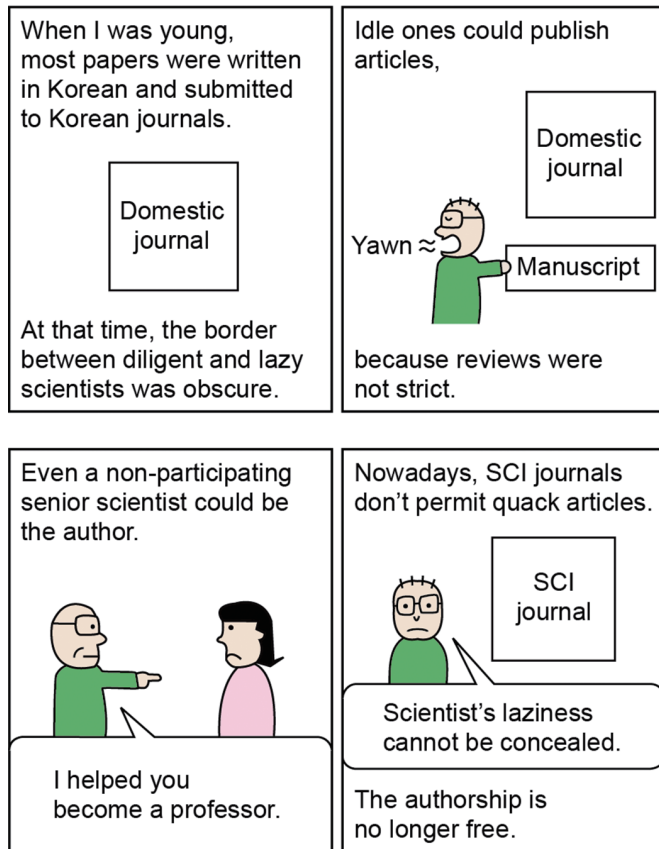 When I was young,
most papers were written
in Korean and submitted
to Korean journals.
Domestic
journal
At that time, the border
between diligent and lazy
scientists was obscure.
Idle ones could publish
articles,
Domestic
journal
Yawn ≈
Manuscript
because reviews were
not strict.
Even a non-participating
senior scientist could be
the author.
I helped you
become a professor.
Nowadays, SCI journals
don't permit quack articles.
SCI
journal
Scientist's laziness
cannot be concealed.
The authorship is
no longer free.